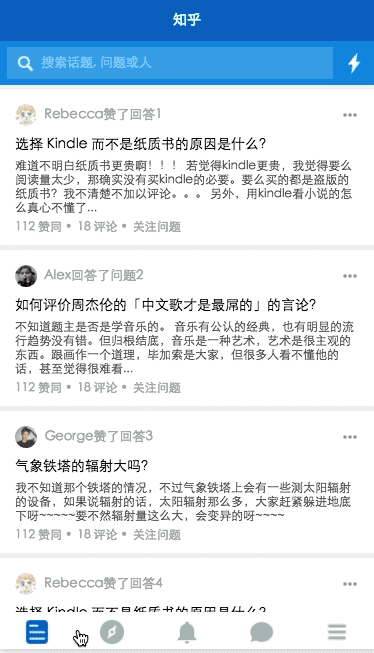 知乎
搜索话题, 问题或人
Rebecca赞了回答1
选择 Kindle 而不是纸质书的原因是什么?
难道不明白纸质书更贵啊！！！ 若觉得kindle更贵，我觉得要么
阅读量太少，那确实没有买kindle的必要。要么买的都是盗版的
纸质书？我不清楚不加以评论。。。 另外，用kindle看小说的怎
么真心不懂了...
112 赞同 • 18 评论 • 关注问题
Alex回答了问题2
如何评价周杰伦的「中文歌才是最屌的」的言论?
不知道题主是否是学音乐的。 音乐有公认的经典，也有明显的流
行趋势没有错。但归根结底，音乐是一种艺术，艺术是很主观的
东西。跟画作一个道理，毕加索是大家，但很多人看不懂他的
话，甚至觉得很难看...
112 赞同 • 18 评论 • 关注问题
George赞了回答3
气象铁塔的辐射大吗?
我不知道那个铁塔的情况，不过气象铁塔上会有一些测太阳辐射
的设备，如果说辐射的话，太阳辐射那么多，大家赶紧躲进地底
下呀~~~~~要不然辐射量这么大，会变异的呀~~~~
112 赞同 • 18 评论 • 关注问题
Rebecca赞了回答4
选择 Kindle 而不是纸质书的原因是什么?